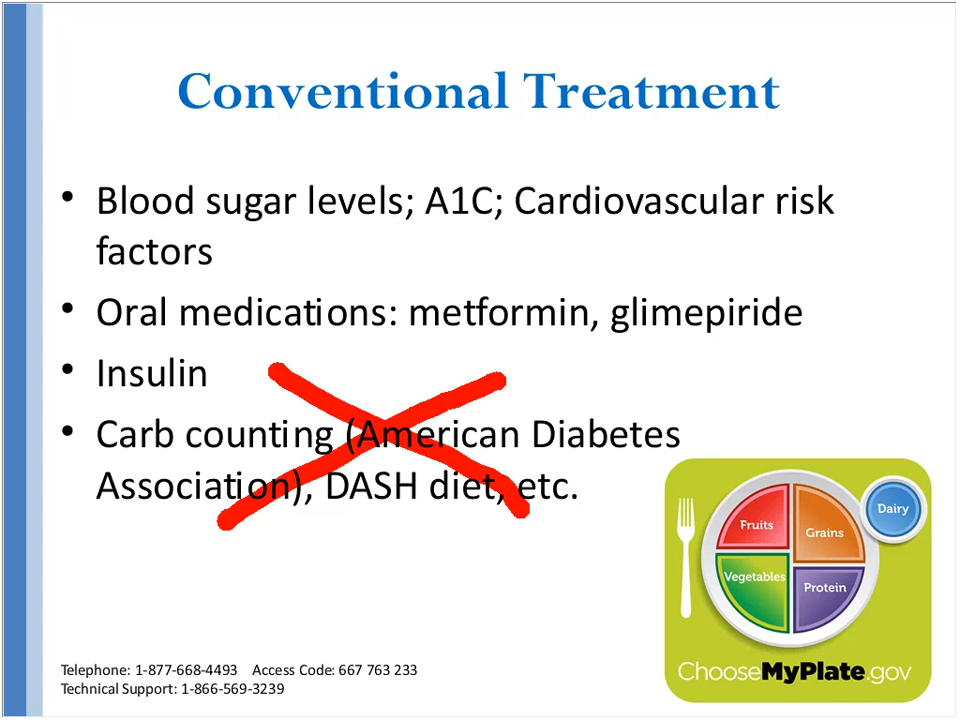 Conventional Treatment
• Blood sugar levels; A1C; Cardiovascular risk
factors
• Oral medications: metformin, glimepiride
• Insulin
• Carb counting (American Diabetes
Association), DASH diet, etc.
Dairy
Fruits
Grains
Vegetables
Protein
ChooseMyPlate.gov
Telephone: 1-877-668-4493 Access Code: 667 763 233
Technical Support: 1-866-569-3239